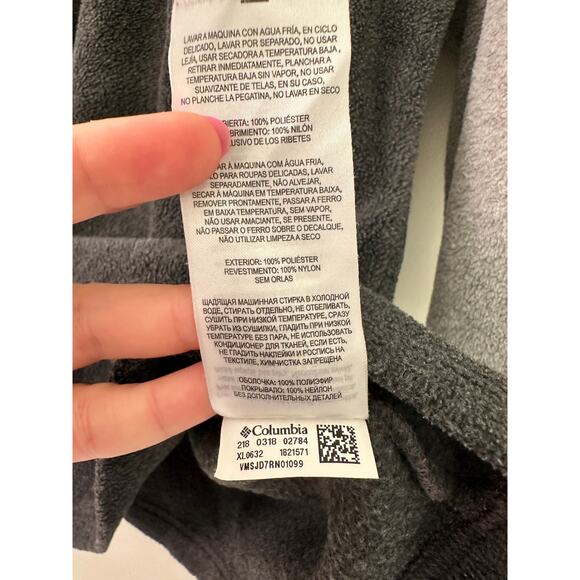 LAVAR A MAQUINA CON AGUA FRÍA, EN CICLO
DELICADO, LAVAR POR SEPARADO, NO USAR
LEJÍA, USAR SECADORA A TEMPERATURA BAJA,
RETIRAR INMEDIATAMENTE, PLANCHAR A
TEMPERATURA BAJA SIN VAPOR, NO USAR
SUAVIZANTE DE TELAS, EN SU CASO,
NO PLANCHE LA PEGATINA, NO LAVAR EN SECO
IERTA: 100% POLIÉSTER
BRIMIENTO: 100% NILÓN
LUSIVO DE LOS RIBETES
AR À MAQUINA COM ÁGUA FRIA,
LO PARA ROUPAS DELICADAS, LAVAR
SEPARADAMENTE, NÃO ALVEJAR,
SECAR À MÁQUINA EM TEMPERATURA BAIXA,
REMOVER PRONTAMENTE, PASSAR A FERRO
EM BAIXA TEMPERATURA, SEM VAPOR,
NÃO USAR AMACIANTE, SE PRESENTE,
NÃO PASSAR O FERRO SOBRE O DECALQUE,
NÃO UTILIZAR LIMPEZA A SECO
EXTERIOR: 100% POLIÉSTER
REVESTIMENTO: 100% NYLON
SEM ORLAS
ЩАДЯЩАЯ МАШИННАЯ СТИРКА В ХОЛОДНОЙ
ВОДЕ, СТИРАТЬ ОТДЕЛЬНО, НЕ ОТБЕЛИВАТЬ,
СУШИТЬ ПРИ НИЗКОЙ ТЕМПЕРАТУРЕ, СРАЗУ
УБРАТЬ ИЗ СУШИЛКИ, ГЛАДИТЬ ПРИ НИЗКОЙ
ТЕМПЕРАТУРЕ БЕЗ ПАРА, НЕ ИСПОЛЬЗОВАТЬ
КОНДИЦИОНЕР ДЛЯ ТКАНЕЙ, ЕСЛИ ЕСТЬ,
НЕ ГЛАДИТЬ НАКЛЕЙКИ И РОСПИСЬ НА
ТЕКСТИЛЕ, ХИМЧИСТКА ЗАПРЕЩЕНА
ОБОЛОЧКА: 100% ПОЛИЭФИР
ПОКРЫВАЛО: 100% НЕЙЛОН
БЕЗ ДОПОЛНИТЕЛЬНЫХ ДЕТАЛЕЙ
Columbia
218 031B 02784
XL0632 1821571
VMSJD7RN01099